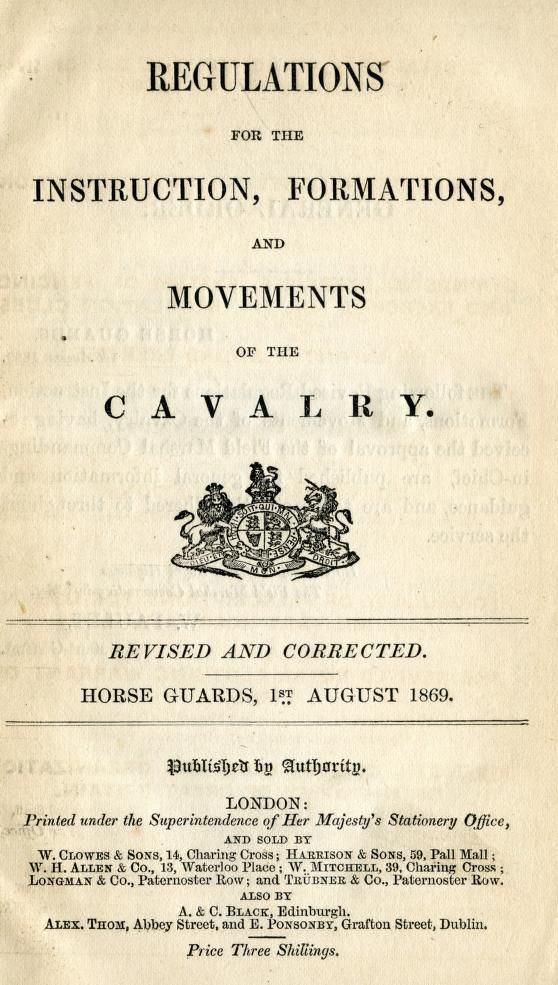 REGULATIONS
FOR THE
INSTRUCTION, FORMATIONS,
AND
MOVEMENTS
OF THE
CAVALRY.
DIEU ET MON DROIT
REVISED AND CORRECTED.
HORSE GUARDS, 1ST AUGUST 1869.
Published by Authority.
LONDON:
Printed under the Superintendence of Her Majesty's Stationery Office,
AND SOLD BY
W. CLOWES & SONS, 14, Charing Cross; HARRISON & SONS, 59, Pall Mall;
W. H. ALLEN & Co., 13, Waterloo Place; W. MITCHELL, 39, Charing Cross;
LONGMAN & Co., Paternoster Row; and TRÜBNER & Co., Paternoster Row.
ALSO BY
A. & C. BLACK, Edinburgh.
ALEX. THOM, Abbey Street, and E. PONSONBY, Grafton Street, Dublin.
Price Three Shillings.